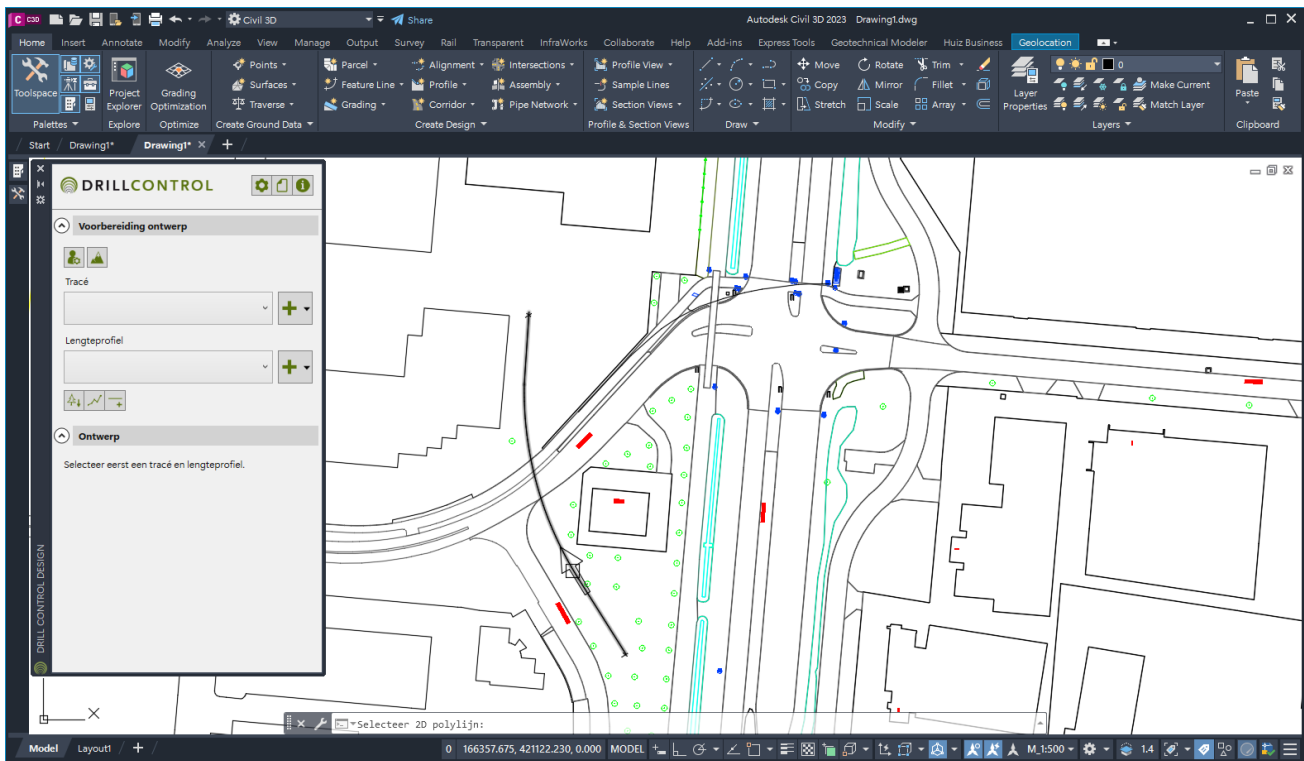 C C3D Civil 3D Share Autodesk Civil 3D 2023 Drawing1.dwg
Home Insert Annotate Modify Analyze View Manage Output Survey Rail Transparent InfraWorks Collaborate Help Add-ins Express Tools Geotechnical Modeler Huiz Business Geolocation
Toolspace
Project Explorer
Grading Optimization
Points
Surfaces
Traverse
Parcel
Feature Line
Grading
Alignment
Profile
Corridor
Intersections
Assembly
Pipe Network
Profile View
Sample Lines
Section Views
Move Rotate Trim
Copy Mirror Fillet
Stretch Scale Array
Layer Properties
0
Make Current
Match Layer
Paste
Palettes Explore Optimize Create Ground Data Create Design Profile & Section Views Draw Modify Layers Clipboard
Start Drawing1* Drawing1*
DRILLCONTROL
Voorbereiding ontwerp
Tracé
Lengteprofiel
Ontwerp
Selecteer eerst een tracé en lengteprofiel.
DRILL CONTROL DESIGN
X
Selecteer 2D polylijn:
Model Layout1 0 166357.675, 421122.230, 0.000 MODEL M_1:500 1.4